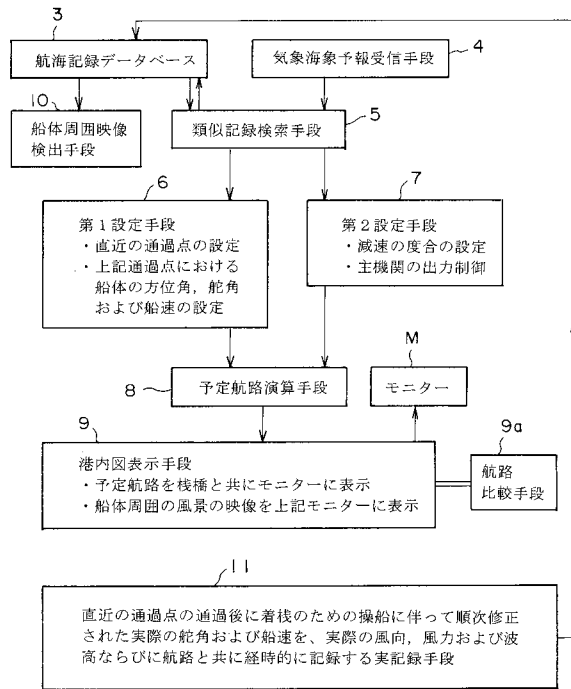 3
航海記録データベース
4
気象海象予報受信手段
10
船体周囲映像
検出手段
5
類似記録検索手段
6
第1設定手段
・直近の通過点の設定
・上記通過点における
船体の方位角，舵角
および船速の設定
7
第2設定手段
・減速の度合の設定
・主機関の出力制御
8
予定航路演算手段
M
モニター
9
港内図表示手段
・予定航路を桟橋と共にモニターに表示
・船体周囲の風景の映像を上記モニターに表示
9a
航路
比較手段
11
直近の通過点の通過後に着桟のための操船に伴って順次修正
された実際の舵角および船速を、実際の風向，風力および波
高ならびに航路と共に経時的に記録する実記録手段